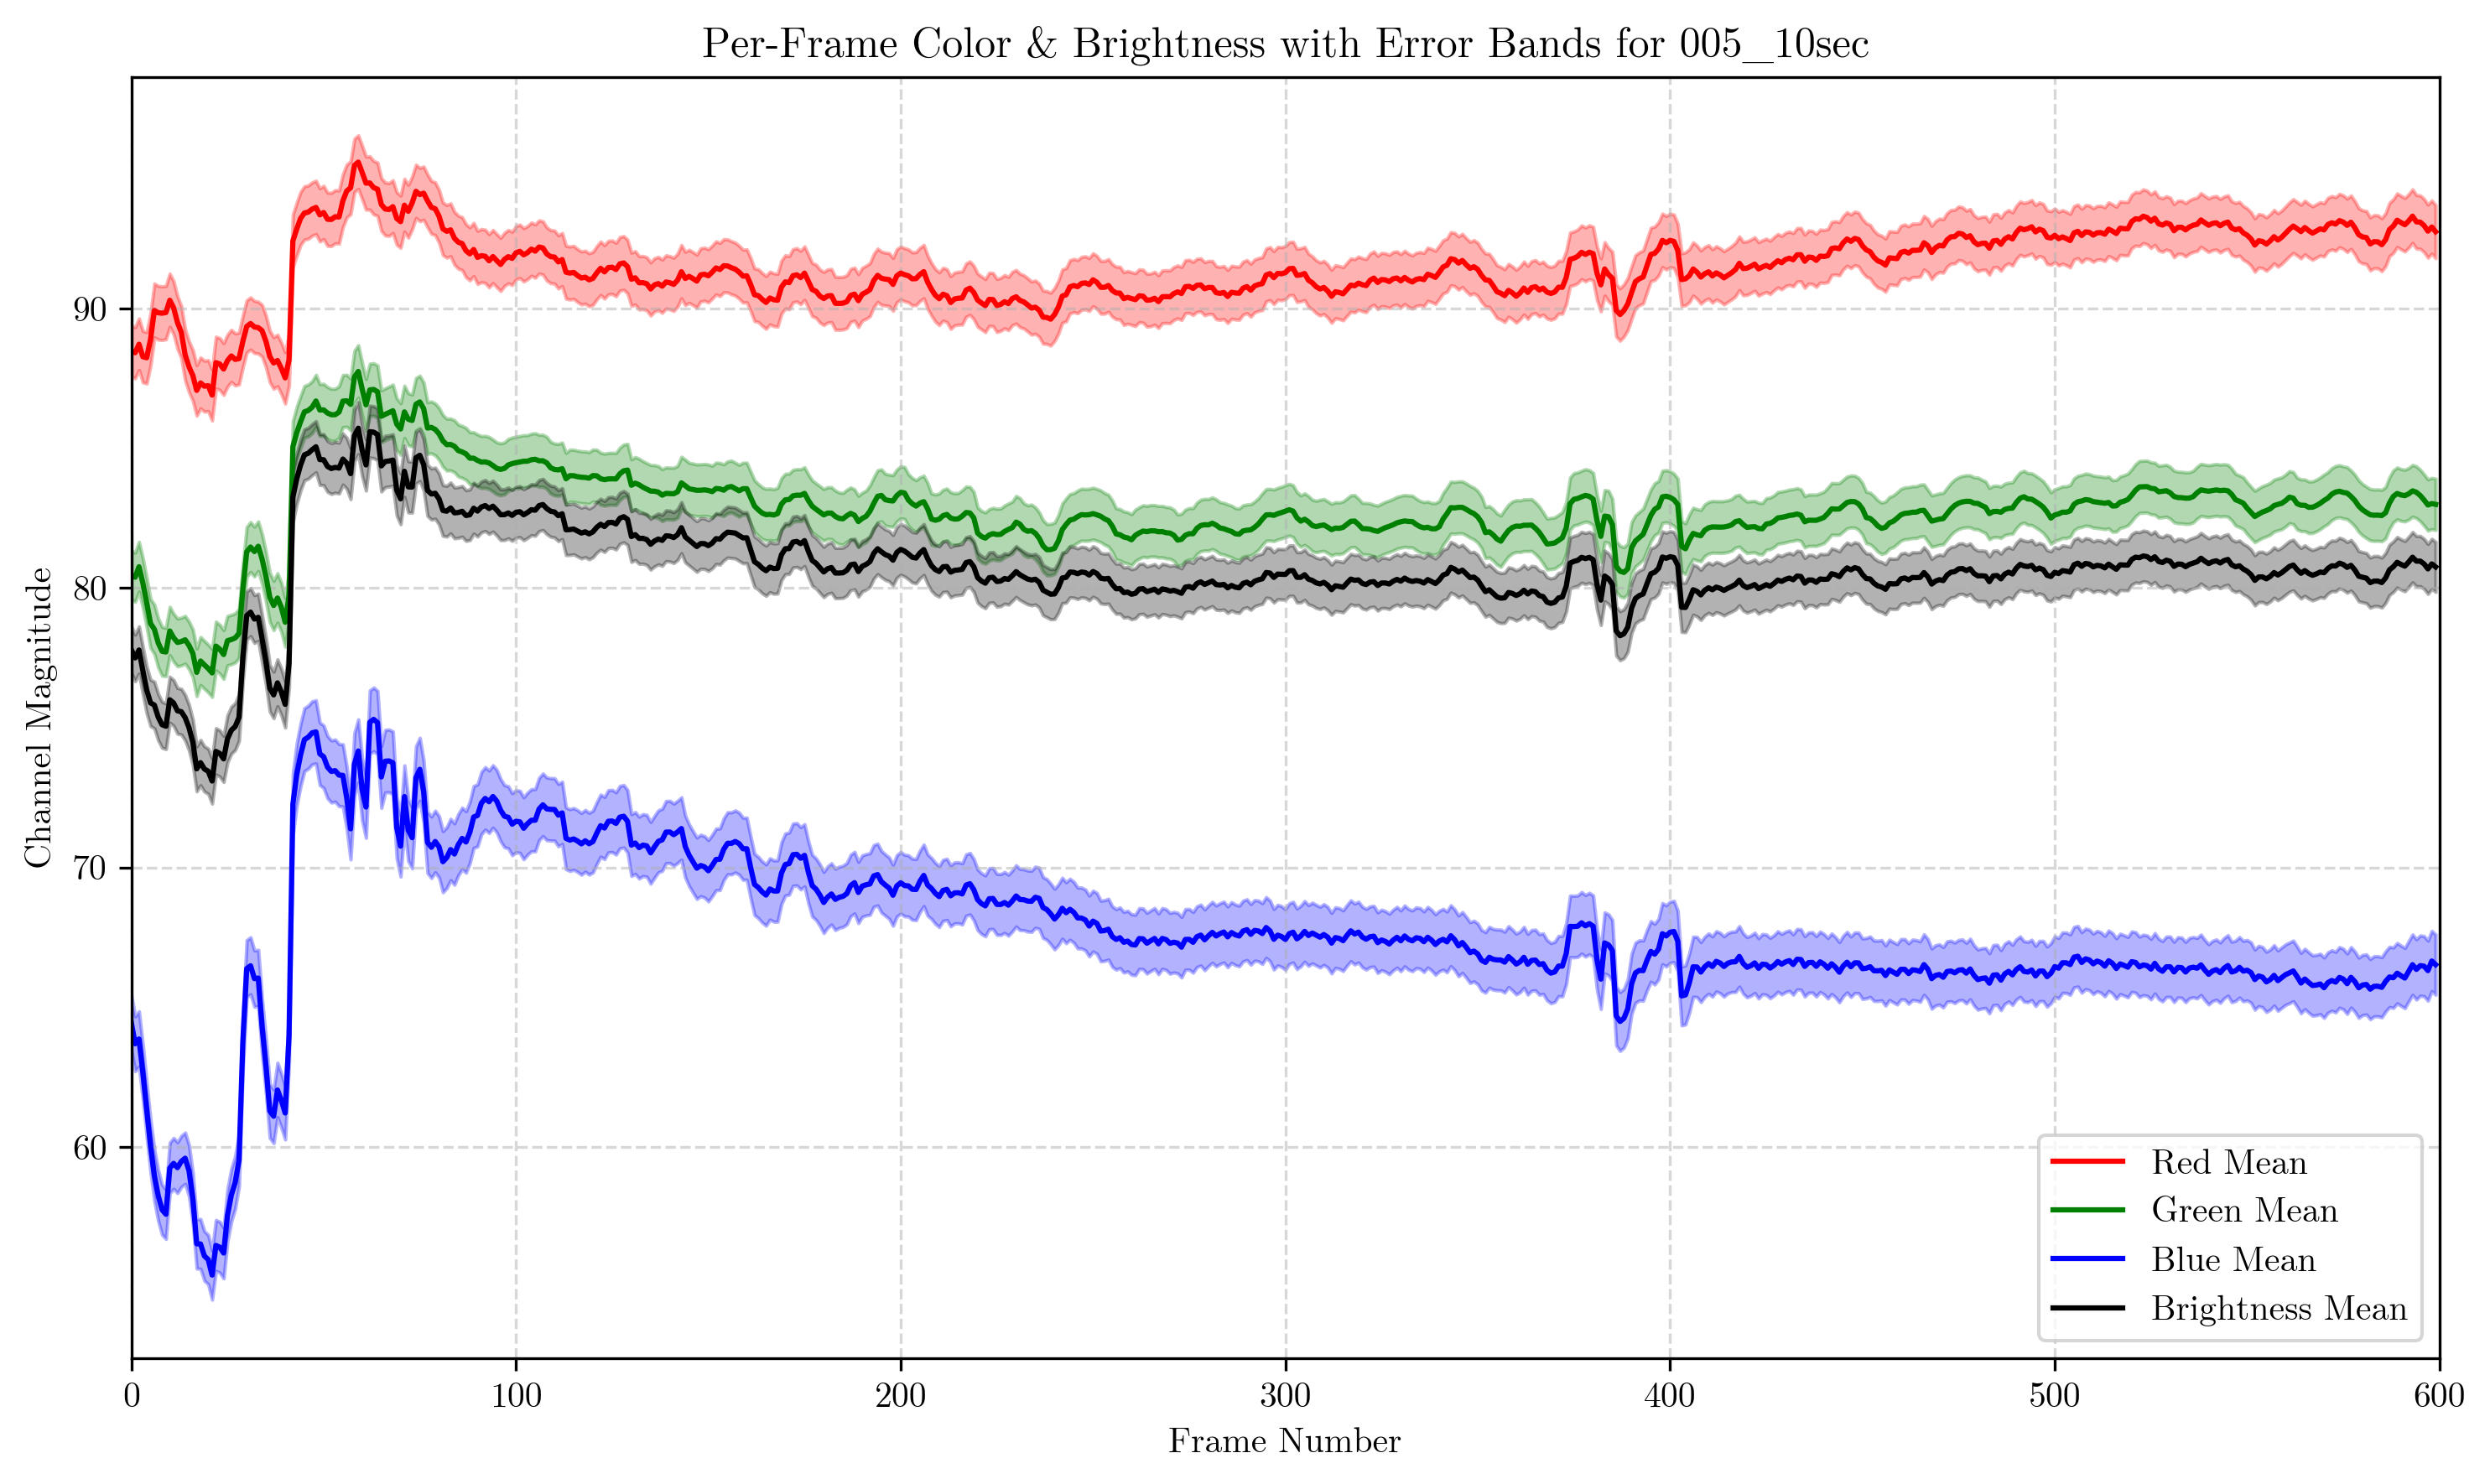 Per-Frame Color & Brightness with Error Bands for 005_10sec
Channel Magnitude
90
80
70
60
0 100 200 300 400 500 600
Frame Number
Red Mean
Green Mean
Blue Mean
Brightness Mean